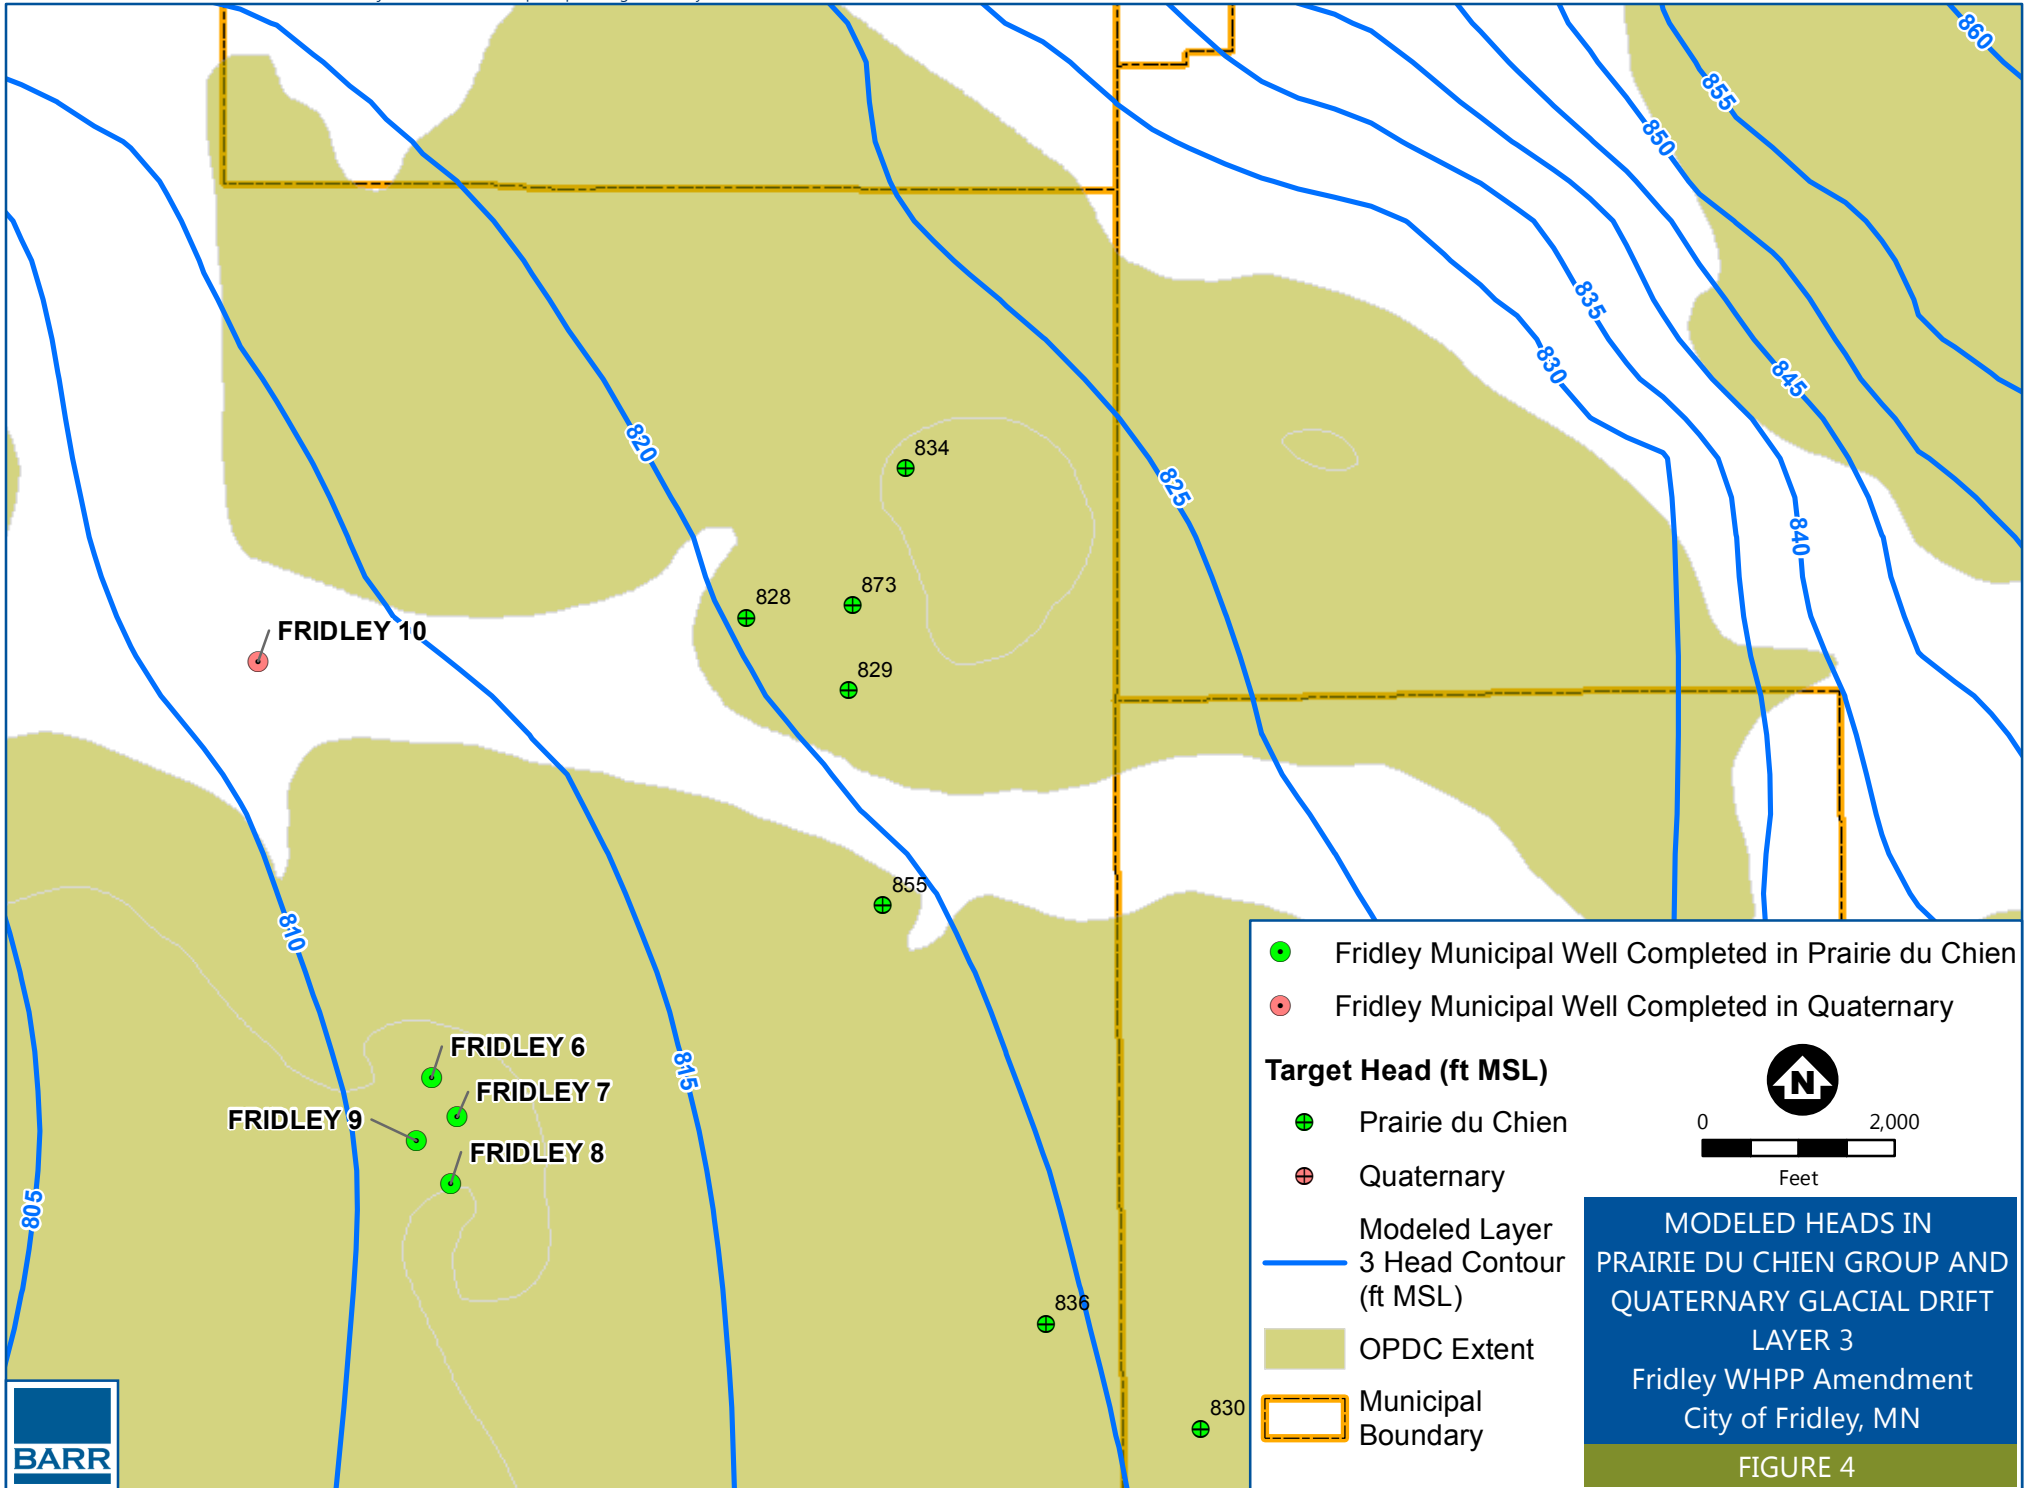 860
855
850
835
830
845
820
834
825
840
873
828
FRIDLEY 10
829
855
810
FRIDLEY 6
815
FRIDLEY 7
FRIDLEY 9
FRIDLEY 8
805
836
830
Fridley Municipal Well Completed in Prairie du Chien
Fridley Municipal Well Completed in Quaternary
Target Head (ft MSL)
Prairie du Chien
Quaternary
Modeled Layer
3 Head Contour
(ft MSL)
OPDC Extent
Municipal
Boundary
N
0 2,000
Feet
MODELED HEADS IN
PRAIRIE DU CHIEN GROUP AND
QUATERNARY GLACIAL DRIFT
LAYER 3
Fridley WHPP Amendment
City of Fridley, MN
FIGURE 4
BARR